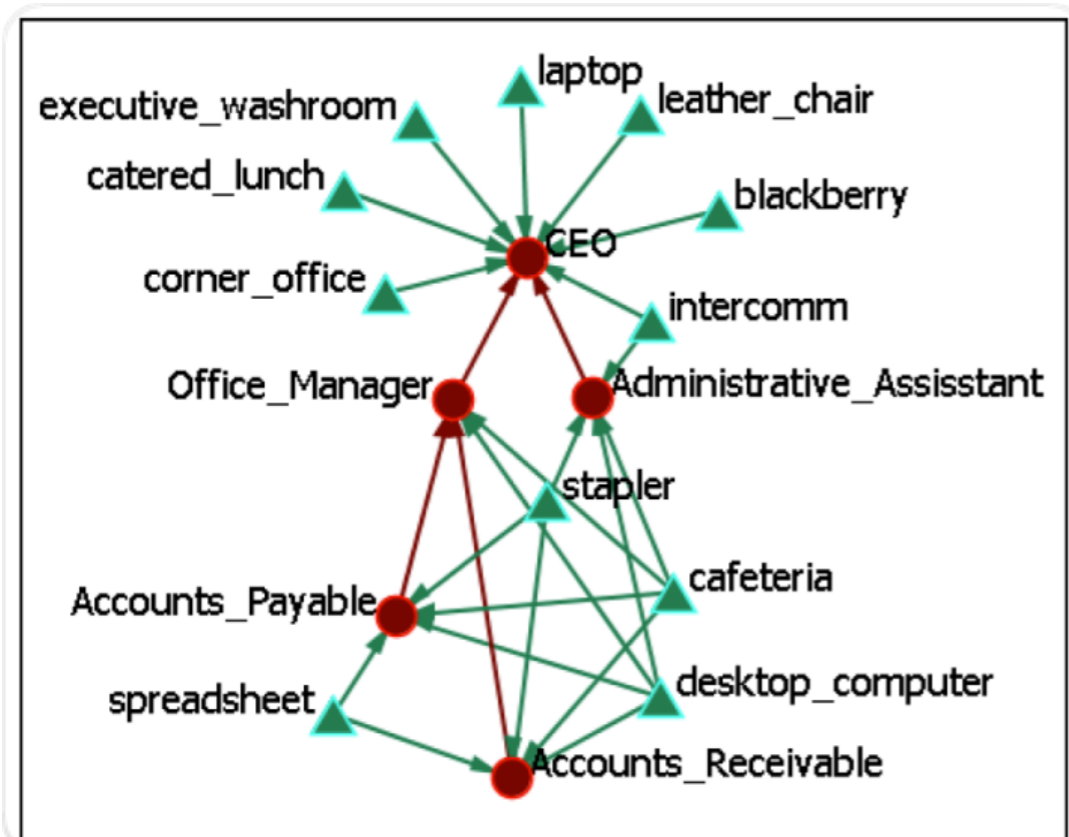 laptop
executive_washroom
leather_chair
catered_lunch
blackberry
CEO
corner_office
intercomm
Office_Manager
Administrative_Assisstant
stapler
cafeteria
Accounts_Payable
desktop_computer
spreadsheet
Accounts_Receivable